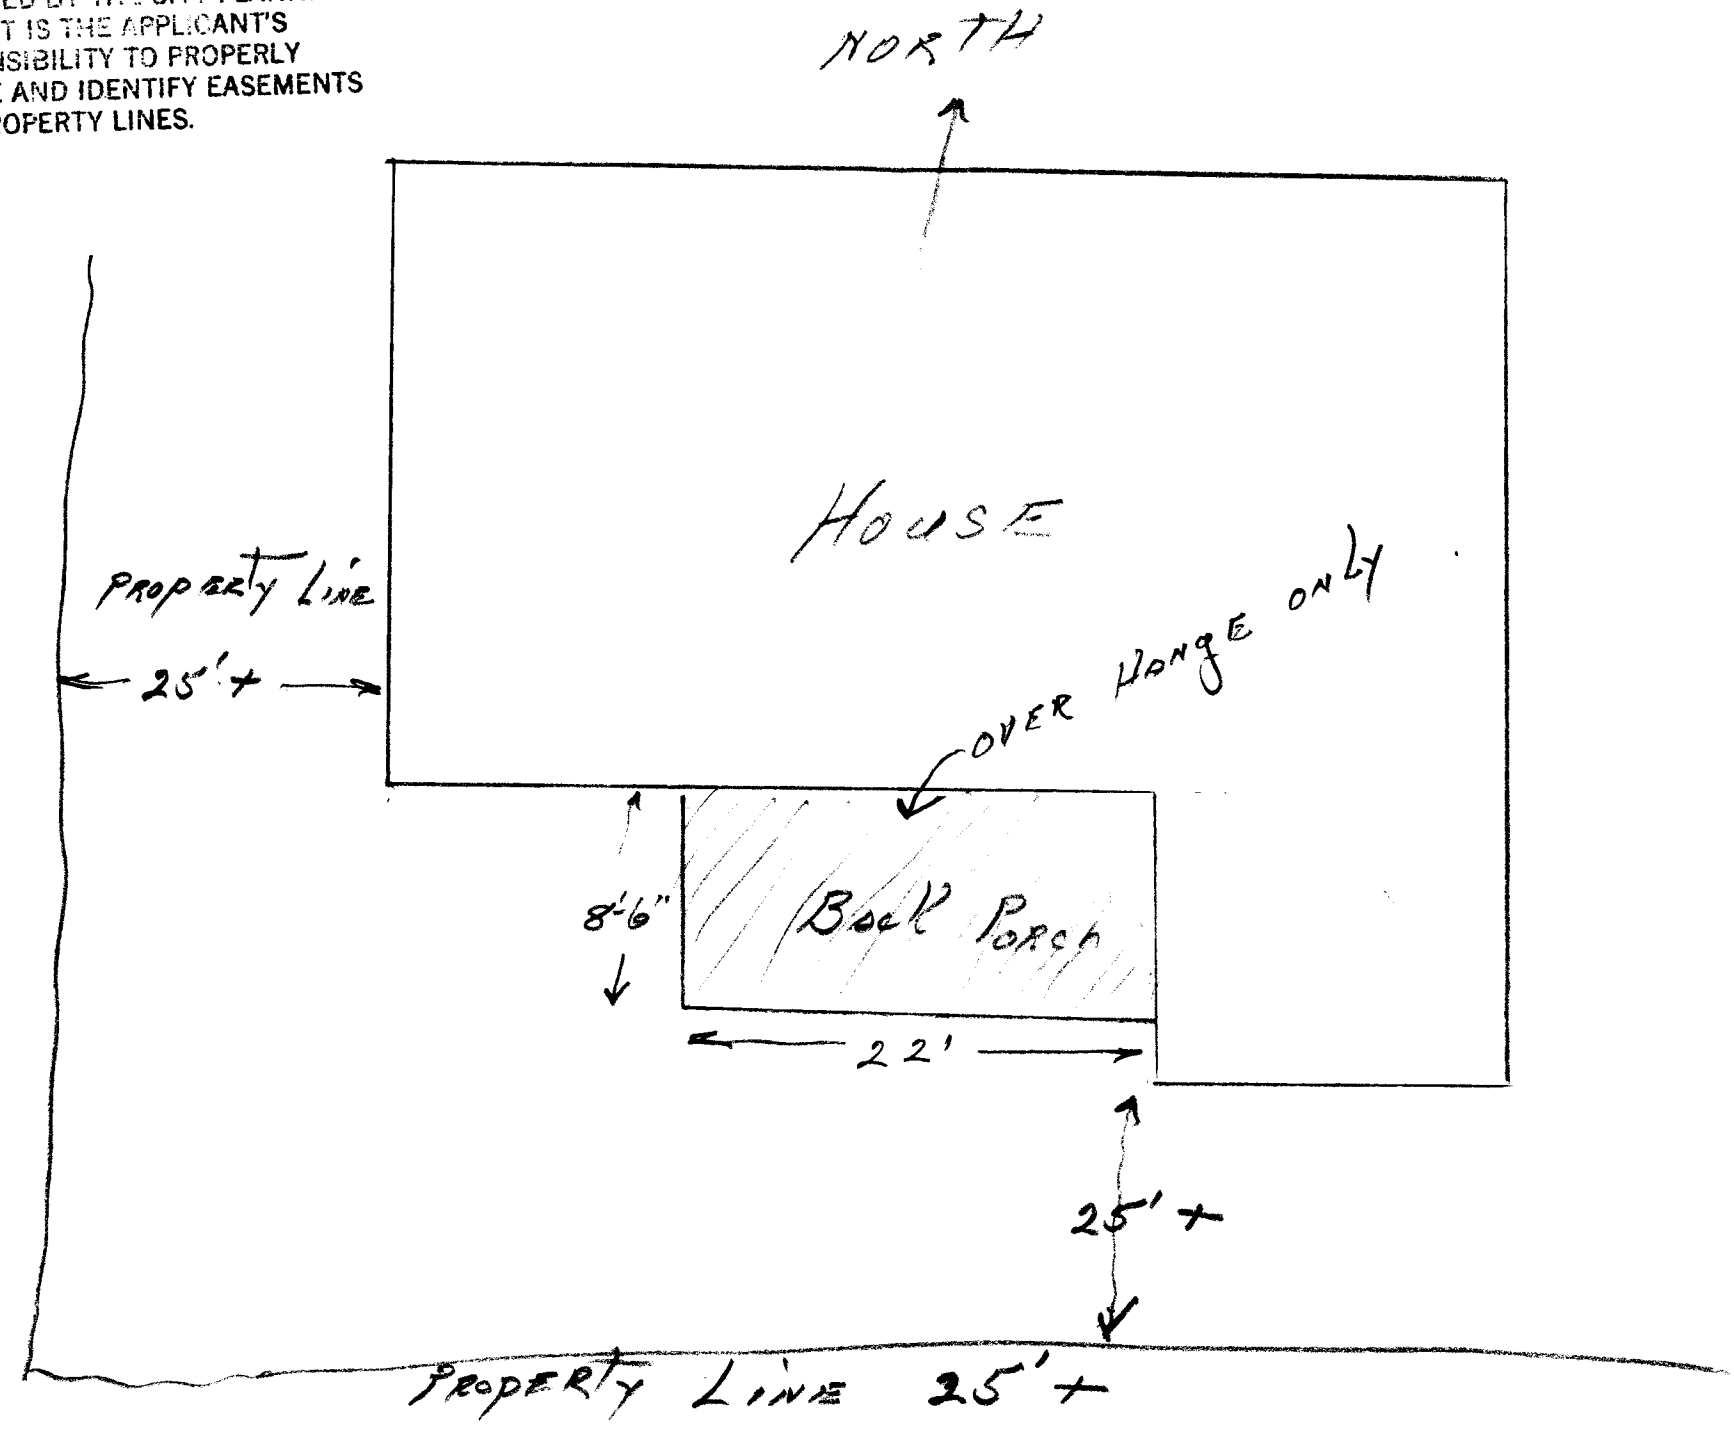 T IS THE APPLICANT'S
NSIBILITY TO PROPERLY
E AND IDENTIFY EASEMENTS
OPERTY LINES.
NORTH
HOUSE
PROPERTY LINE
25'+
OVER HANGE ONLY
8'-6"
Back PORCh
22'
25'+
PROPERTY LINE 25'+